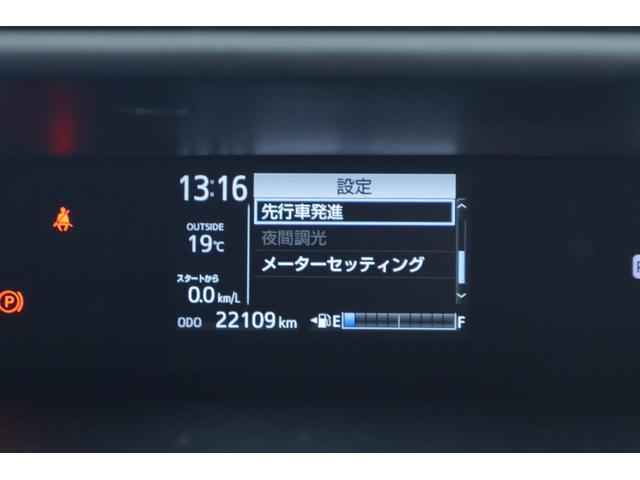 13:16
設定
先行車発進
OUTSIDE
19℃
夜間調光
メーターセッティング
スタートから
0.0 km/L
ODO 22109 km
E F
P